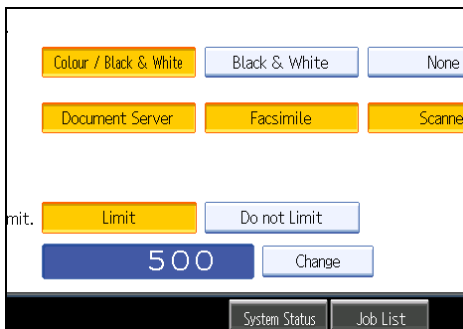 Colour / Black & White Black & White None
Document Server Facsimile Scanne
mit. Limit Do not Limit
500 Change
System Status Job List